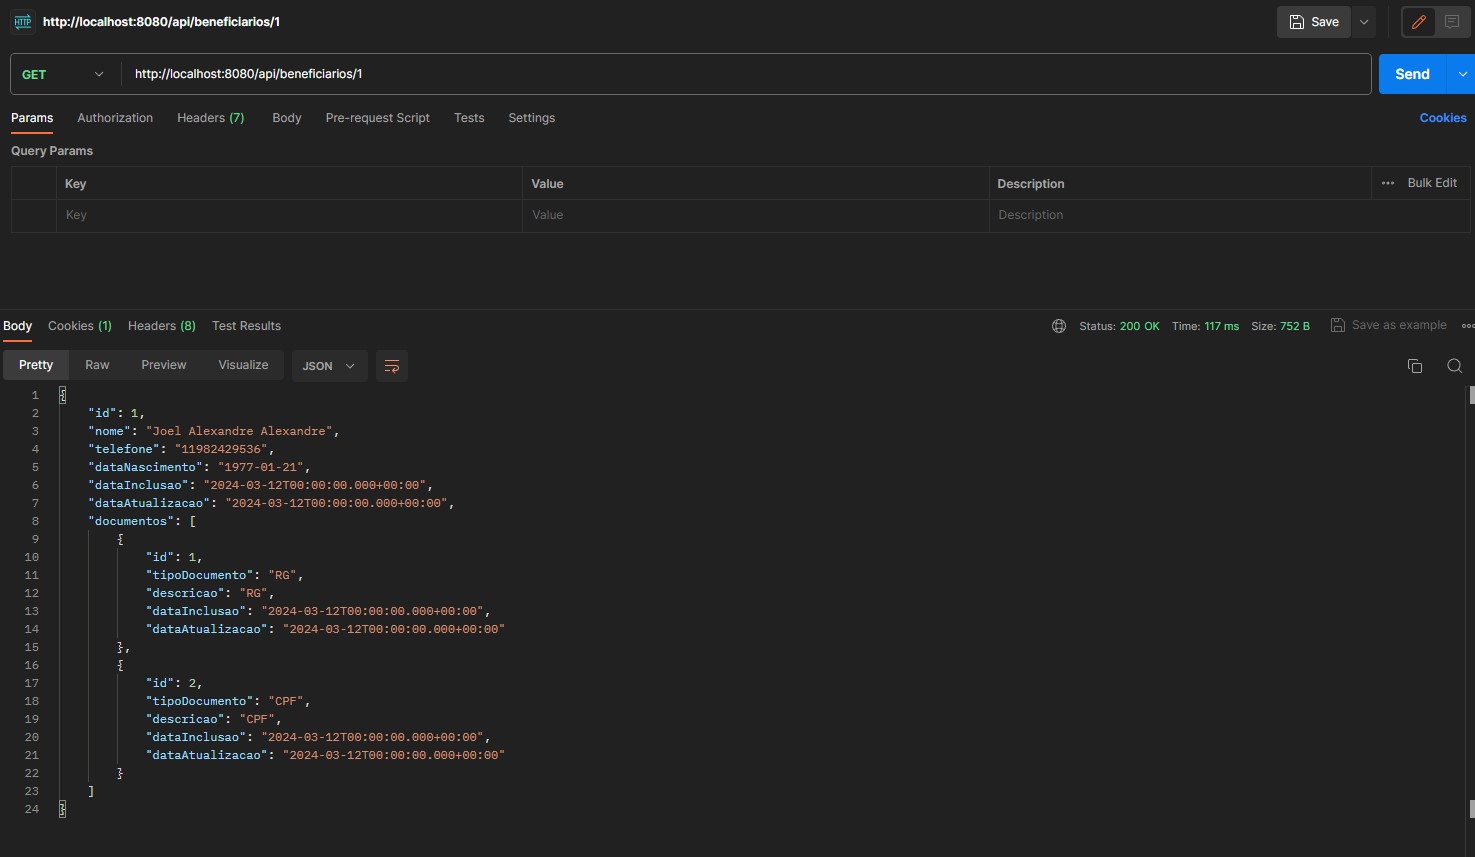 HTTP http://localhost:8080/api/beneficiarios/1 Save
GET http://localhost:8080/api/beneficiarios/1 Send
Params Authorization Headers (7) Body Pre-request Script Tests Settings Cookies
Query Params
Key Value Description ••• Bulk Edit
Key Value Description
Body Cookies (1) Headers (8) Test Results Status: 200 OK Time: 117 ms Size: 752 B Save as example
Pretty Raw Preview Visualize JSON
1 {
2 "id": 1,
3 "nome": "Joel Alexandre Alexandre",
4 "telefone": "11982429536",
5 "dataNascimento": "1977-01-21",
6 "dataInclusao": "2024-03-12T00:00:00.000+00:00",
7 "dataAtualizacao": "2024-03-12T00:00:00.000+00:00",
8 "documentos": [
9 {
10 "id": 1,
11 "tipoDocumento": "RG",
12 "descricao": "RG",
13 "dataInclusao": "2024-03-12T00:00:00.000+00:00",
14 "dataAtualizacao": "2024-03-12T00:00:00.000+00:00"
15 },
16 {
17 "id": 2,
18 "tipoDocumento": "CPF",
19 "descricao": "CPF",
20 "dataInclusao": "2024-03-12T00:00:00.000+00:00",
21 "dataAtualizacao": "2024-03-12T00:00:00.000+00:00"
22 }
23 ]
24 }